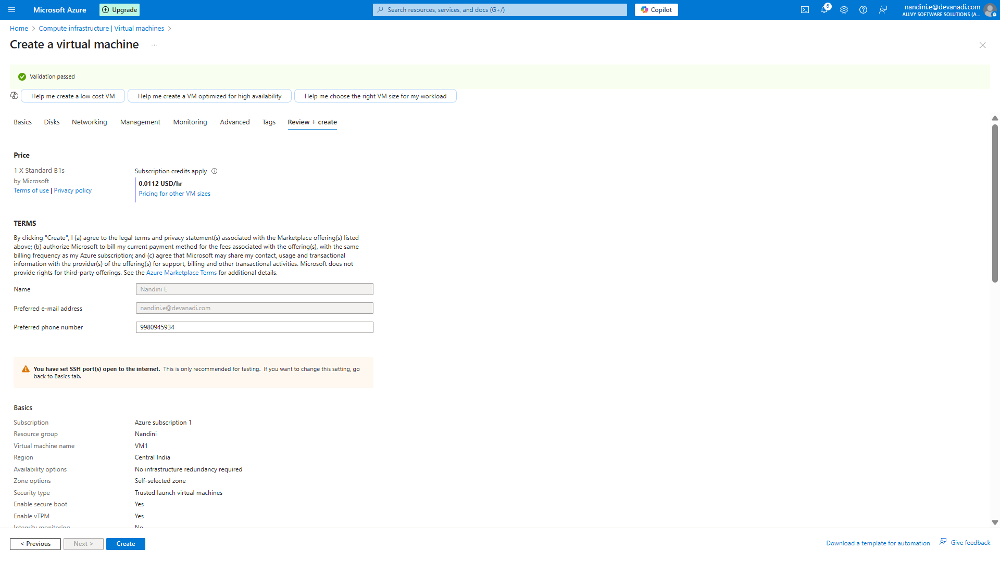 Microsoft Azure
Upgrade
Search resources, services, and docs (G+/)
Copilot
6
nandini.e@devanadi.com
ALLVY SOFTWARE SOLUTIONS (A...
Home > Compute infrastructure | Virtual machines >
Create a virtual machine ...
Validation passed
Help me create a low cost VM
Help me create a VM optimized for high availability
Help me choose the right VM size for my workload
Basics Disks Networking Management Monitoring Advanced Tags Review + create
Price
1 X Standard B1s
by Microsoft
Terms of use | Privacy policy
Subscription credits apply
0.0112 USD/hr
Pricing for other VM sizes
TERMS
By clicking "Create", I (a) agree to the legal terms and privacy statement(s) associated with the Marketplace offering(s) listed
above; (b) authorize Microsoft to bill my current payment method for the fees associated with the offering(s), with the same
billing frequency as my Azure subscription; and (c) agree that Microsoft may share my contact, usage and transactional
information with the provider(s) of the offering(s) for support, billing and other transactional activities. Microsoft does not
provide rights for third-party offerings. See the Azure Marketplace Terms for additional details.
Name Nandini E
Preferred e-mail address nandini.e@devanadi.com
Preferred phone number 9980945934
You have set SSH port(s) open to the internet. This is only recommended for testing. If you want to change this setting, go
back to Basics tab.
Basics
Subscription Azure subscription 1
Resource group Nandini
Virtual machine name VM1
Region Central India
Availability options No infrastructure redundancy required
Zone options Self-selected zone
Security type Trusted launch virtual machines
Enable secure boot Yes
Enable vTPM Yes
Integrity monitoring No
< Previous
Next >
Create
Download a template for automation
Give feedback